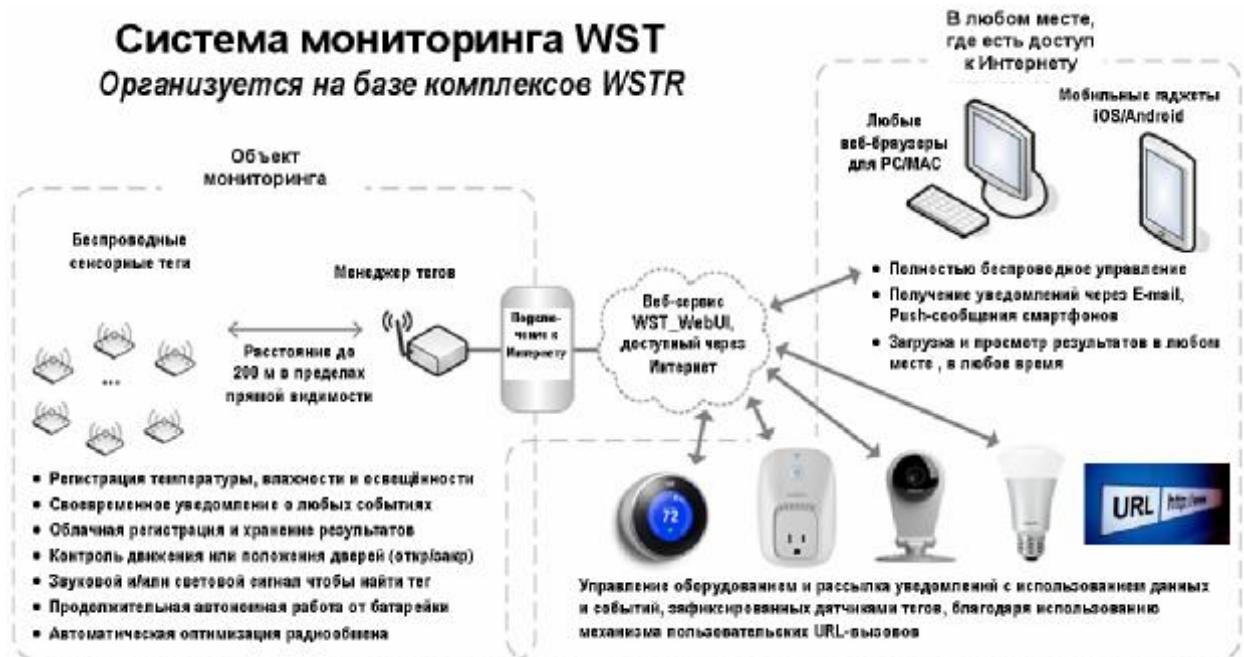 Система мониторинга WST
Организуется на базе комплексов WSTR
В любом месте,
где есть доступ
к Интернету
Любые
веб-браузеры
для PC/MAC
Мобильные гаджеты
iOS/Android
Объект
мониторинга
Беспроводные
сенсорные теги
Менеджер тегов
...
Расстояние до
200 м в пределах
прямой видимости
Подклю-
чение к
Интернету
Веб-сервис
WST_WebUI,
доступный через
Интернет
• Полностью беспроводное управление
• Получение уведомлений через E-mail,
Push-сообщения смартфонов
• Загрузка и просмотр результатов в любом
месте , в любое время
• Регистрация температуры, влажности и освещённости
• Своевременное уведомление о любых событиях
• Облачная регистрация и хранение результатов
• Контроль движения или положения дверей (откр/закр)
• Звуковой и/или световой сигнал чтобы найти тег
• Продолжительная автономная работа от батарейки
• Автоматическая оптимизация радиообмена
72
URL
Управление оборудованием и рассылка уведомлений с использованием данных
и событий, зафиксированных датчиками тегов, благодаря использованию
механизма пользовательских URL-вызовов